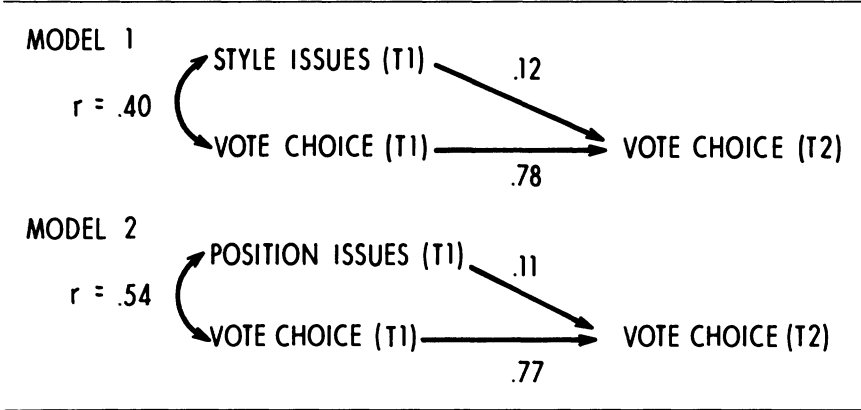 MODEL 1
STYLE ISSUES (T1)
.12
r = .40
VOTE CHOICE (T1)
VOTE CHOICE (T2)
.78
MODEL 2
POSITION ISSUES (T1)
.11
r = .54
VOTE CHOICE (T1)
VOTE CHOICE (T2)
.77